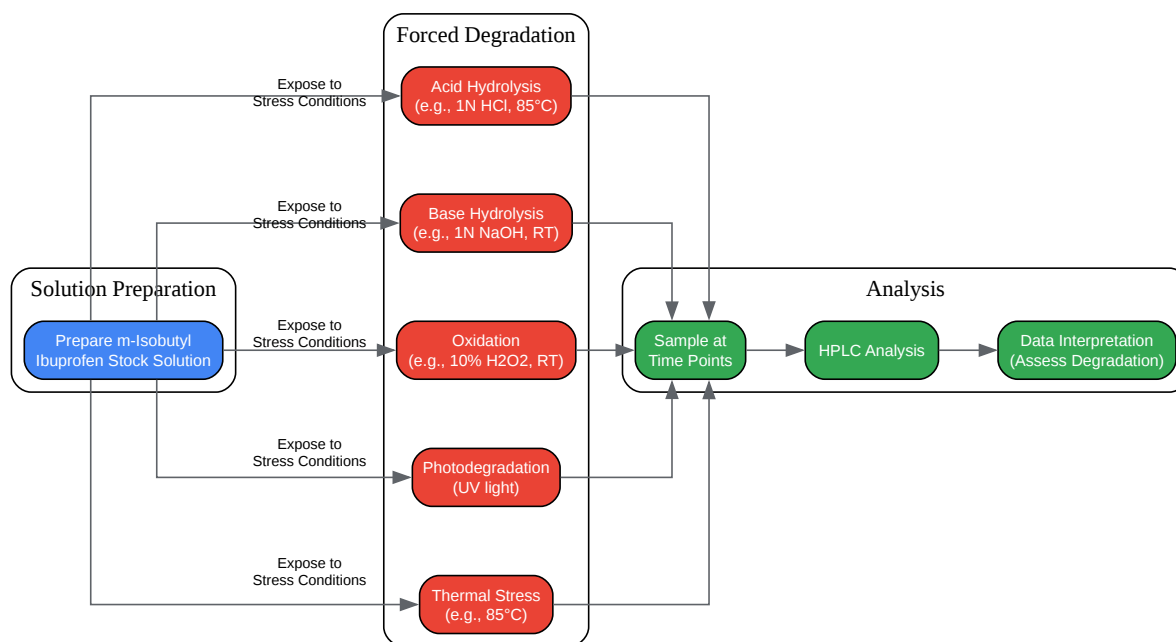 Forced Degradation
Expose to
Stress Conditions
Acid Hydrolysis
(e.g., 1N HCl, 85°C)
Expose to
Stress Conditions
Base Hydrolysis
(e.g., 1N NaOH, RT)
Solution Preparation
Prepare m-Isobutyl
Ibuprofen Stock Solution
Expose to
Stress Conditions
Oxidation
(e.g., 10% H2O2, RT)
Analysis
Sample at
Time Points
HPLC Analysis
Data Interpretation
(Assess Degradation)
Expose to
Stress Conditions
Photodegradation
(UV light)
Expose to
Stress Conditions
Thermal Stress
(e.g., 85°C)